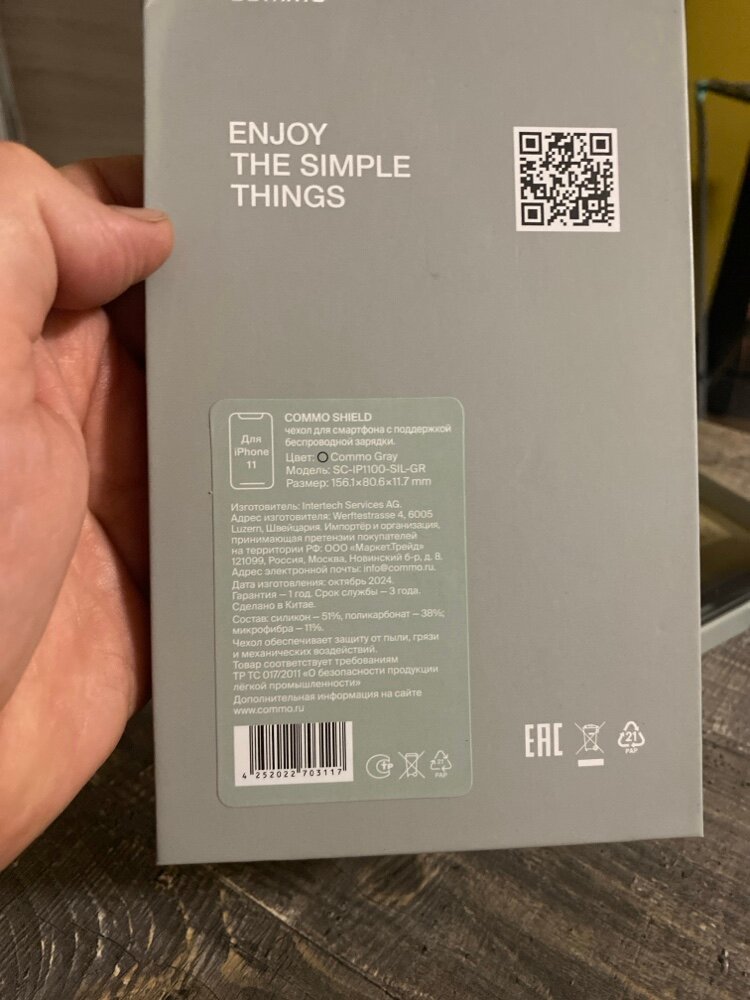 ENJOY
THE SIMPLE
THINGS
Для
iPhone
11
COMMO SHIELD
чехол для смартфона с поддержкой
беспроводной зарядки.
Цвет: Commo Gray
Модель: SC-IP1100-SIL-GR
Размер: 156.1×80.6×11.7 mm
Изготовитель: Intertech Services AG.
Адрес изготовителя: Werftestrasse 4, 6005
Luzern, Швейцария. Импортёр и организация,
принимающая претензии покупателей
на территории РФ: ООО «Маркет.Трейд»
121099, Россия, Москва, Новинский б-р, д. 8.
Адрес электронной почты: info@commo.ru.
Дата изготовления: октябрь 2024.
Гарантия – 1 год. Срок службы – 3 года.
Сделано в Китае.
Состав: силикон – 51%, поликарбонат – 38%;
микрофибра – 11%.
Чехол обеспечивает защиту от пыли, грязи
и механических воздействий.
Товар соответствует требованиям
ТР ТС 017/2011 «О безопасности продукции
лёгкой промышленности»
Дополнительная информация на сайте
www.commo.ru
4 252022 703117
СТР
21
PAP
EAC
21
PAP